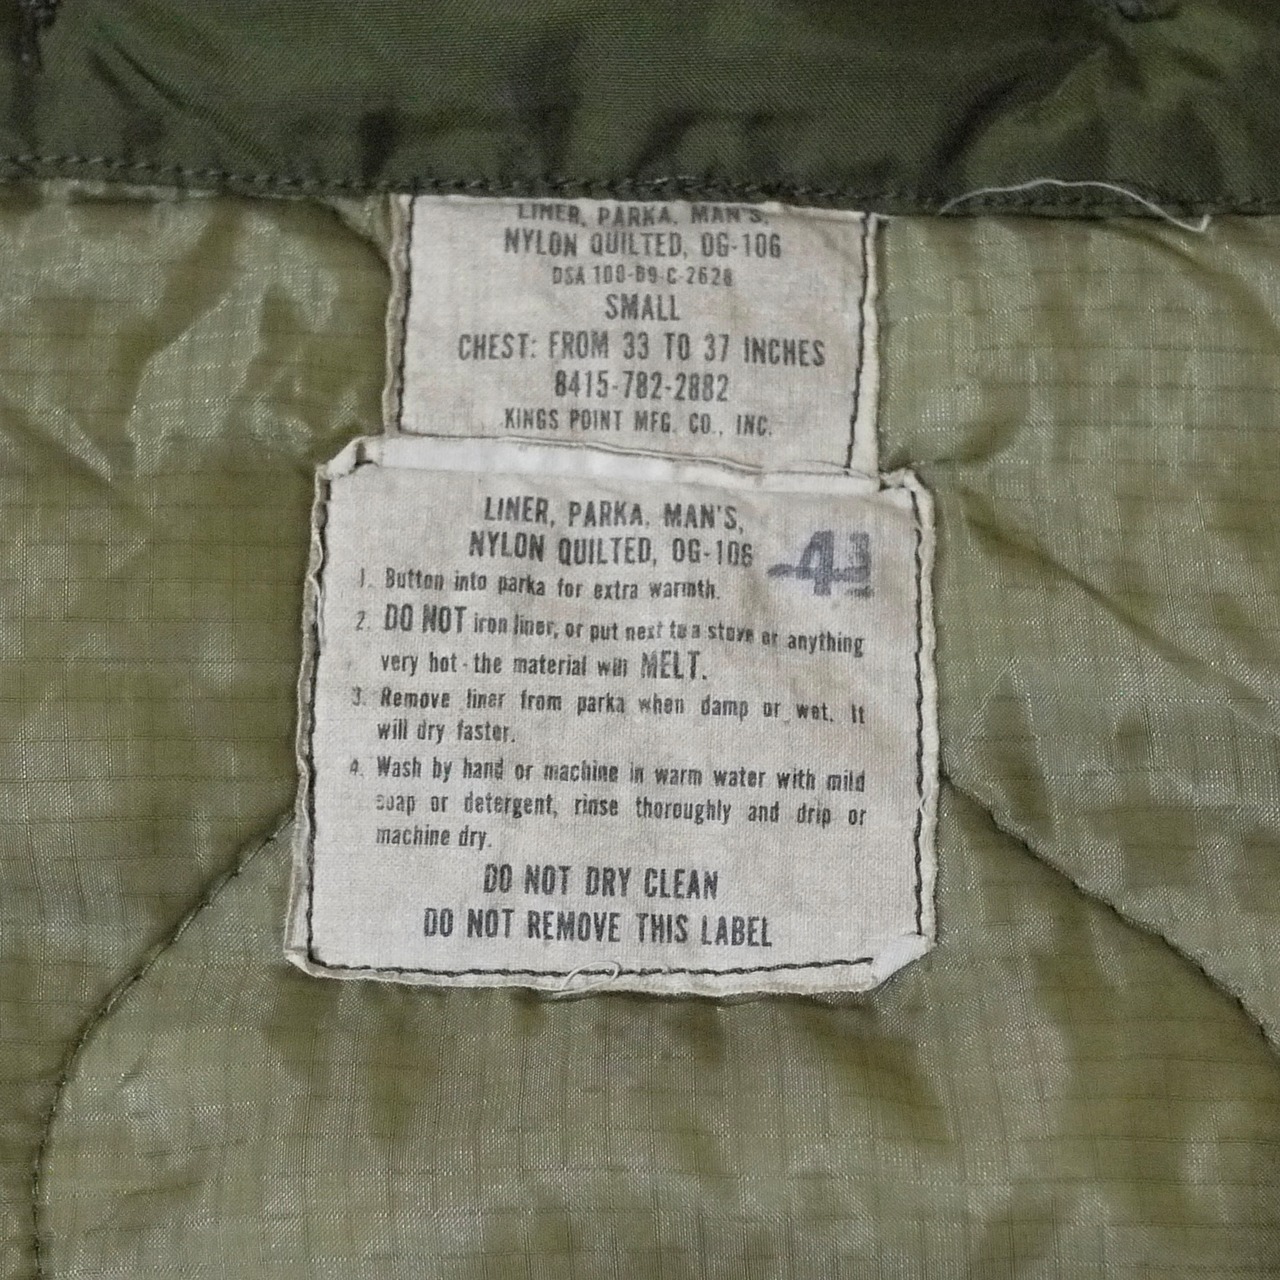 LINER, PARKA, MAN'S,
NYLON QUILTED, OG-106
DSA 100-69-C-2628
SMALL
CHEST: FROM 33 TO 37 INCHES
8415-782-2882
KINGS POINT MFG. CO., INC.
LINER, PARKA, MAN'S,
NYLON QUILTED, OG-106
1. Button into parka for extra warmth.
2. DO NOT iron liner, or put next to a stove or anything
very hot - the material will MELT.
3. Remove liner from parka when damp or wet. It
will dry faster.
4. Wash by hand or machine in warm water with mild
soap or detergent, rinse thoroughly and drip or
machine dry.
DO NOT DRY CLEAN
DO NOT REMOVE THIS LABEL